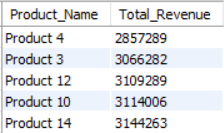 Product_Name Total_Revenue
Product 4 2857289
Product 3 3066282
Product 12 3109289
Product 10 3114006
Product 14 3144263